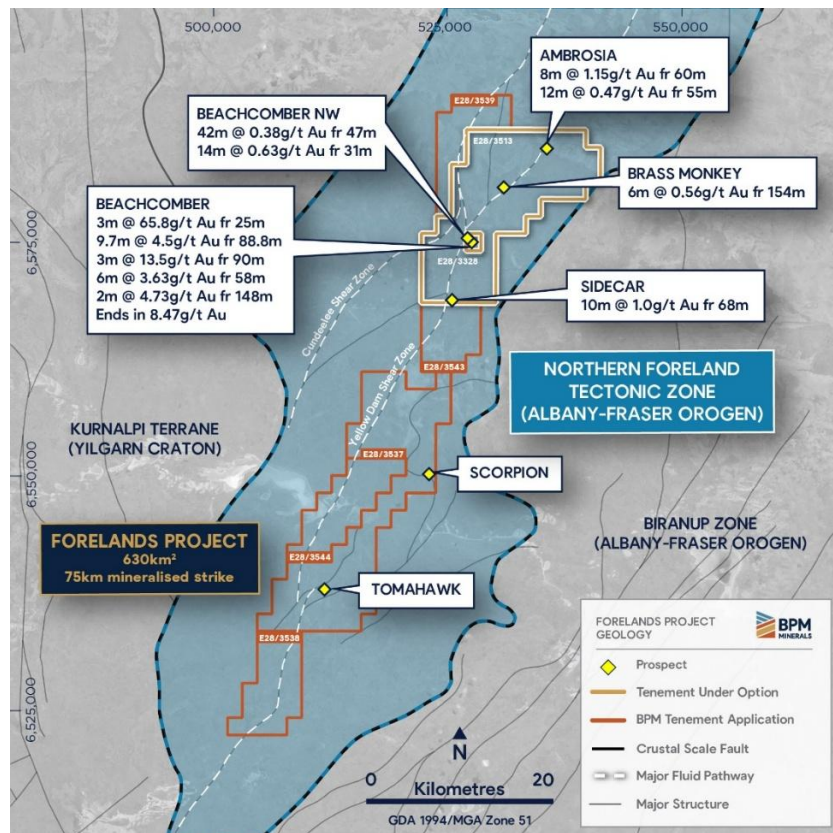 500,000
525,000
550,000
AMBROSIA
8m @ 1.15g/t Au fr 60m
12m @ 0.47g/t Au fr 55m
E28/3539
BEACHCOMBER NW
42m @ 0.38g/t Au fr 47m
14m @ 0.63g/t Au fr 31m
E28/3513
BRASS MONKEY
6m @ 0.56g/t Au fr 154m
BEACHCOMBER
3m @ 65.8g/t Au fr 25m
9.7m @ 4.5g/t Au fr 88.8m
3m @ 13.5g/t Au fr 90m
6m @ 3.63g/t Au fr 58m
2m @ 4.73g/t Au fr 148m
Ends in 8.47g/t Au
6,575,000
E28/3328
SIDECAR
10m @ 1.0g/t Au fr 68m
Cundeelee Shear Zone
Yellow Dam Shear Zone
E28/3543
NORTHERN FORELAND
TECTONIC ZONE
(ALBANY-FRASER OROGEN)
KURNALPI TERRANE
(YILGARN CRATON)
E28/3537
SCORPION
6,550,000
BIRANUP ZONE
(ALBANY-FRASER OROGEN)
FORELANDS PROJECT
630km²
75km mineralised strike
E28/3544
TOMAHAWK
E28/3538
6,525,000
FORELANDS PROJECT
GEOLOGY
BPM
MINERALS
Prospect
Tenement Under Option
BPM Tenement Application
Crustal Scale Fault
Major Fluid Pathway
Major Structure
N
0 Kilometres 20
GDA 1994/MGA Zone 51